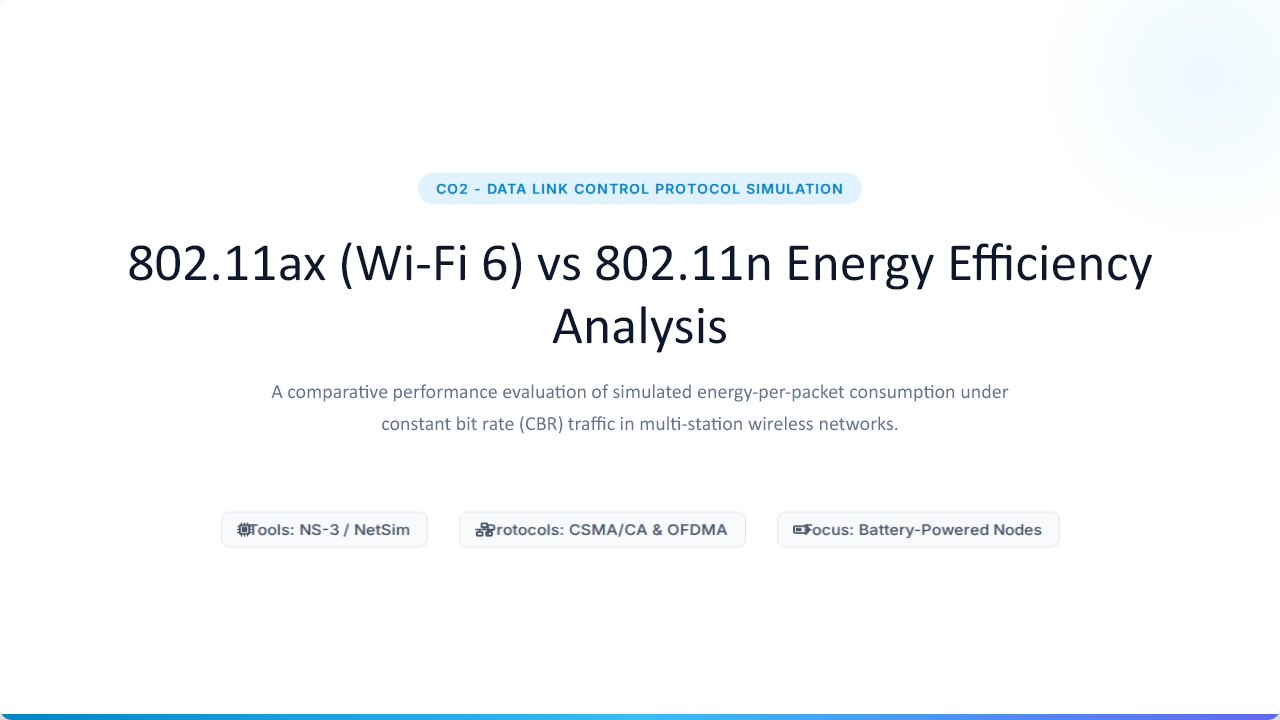 CO2 - DATA LINK CONTROL PROTOCOL SIMULATION
802.11ax (Wi-Fi 6) vs 802.11n Energy Efficiency
Analysis
A comparative performance evaluation of simulated energy-per-packet consumption under
constant bit rate (CBR) traffic in multi-station wireless networks.
Tools: NS-3 / NetSim
Protocols: CSMA/CA & OFDMA
Focus: Battery-Powered Nodes